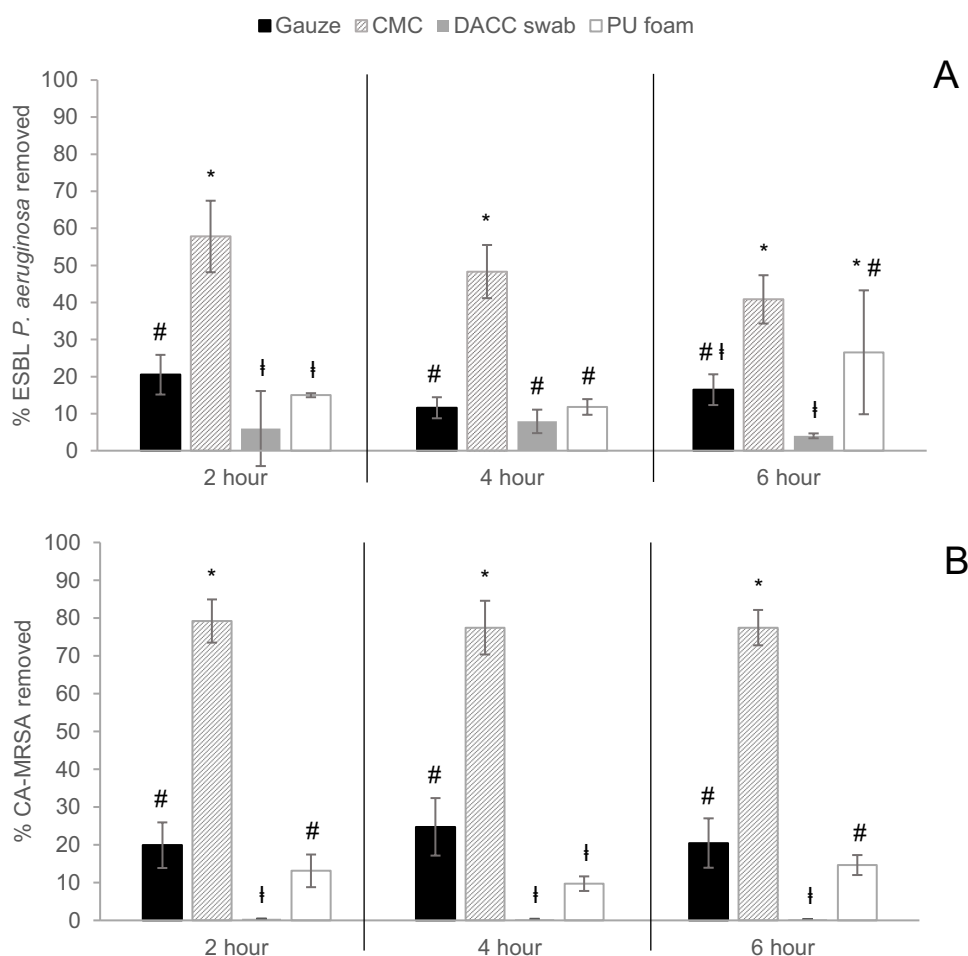 Gauze CMC DACC swab PU foam
A
% ESBL P. aeruginosa removed
100
90
80
70
60
50
40
30
20
10
0
*
*
*
* #
#
ǂ
ǂ
#
#
#
# ǂ
ǂ
2 hour 4 hour 6 hour
B
% CA-MRSA removed
100
90
80
70
60
50
40
30
20
10
0
*
*
*
#
ǂ
#
#
ǂ
ǂ
#
ǂ
#
2 hour 4 hour 6 hour